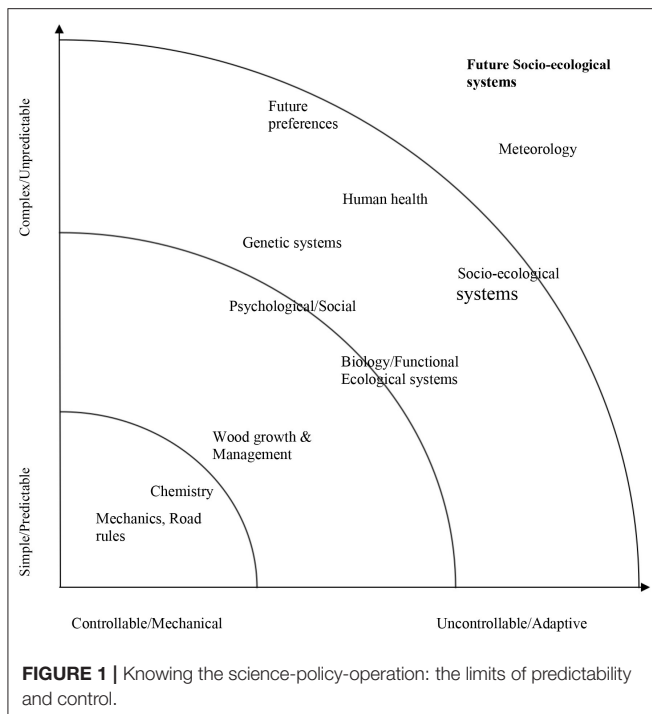 Future Socio-ecological
systems
Future
preferences
Meteorology
Complex/Unpredictable
Human health
Genetic systems
Socio-ecological
systems
Psychological/Social
Biology/Functional
Ecological systems
Wood growth &
Management
Chemistry
Mechanics, Road
rules
Simple/Predictable
Controllable/Mechanical
Uncontrollable/Adaptive
FIGURE 1 | Knowing the science-policy-operation: the limits of predictability
and control.